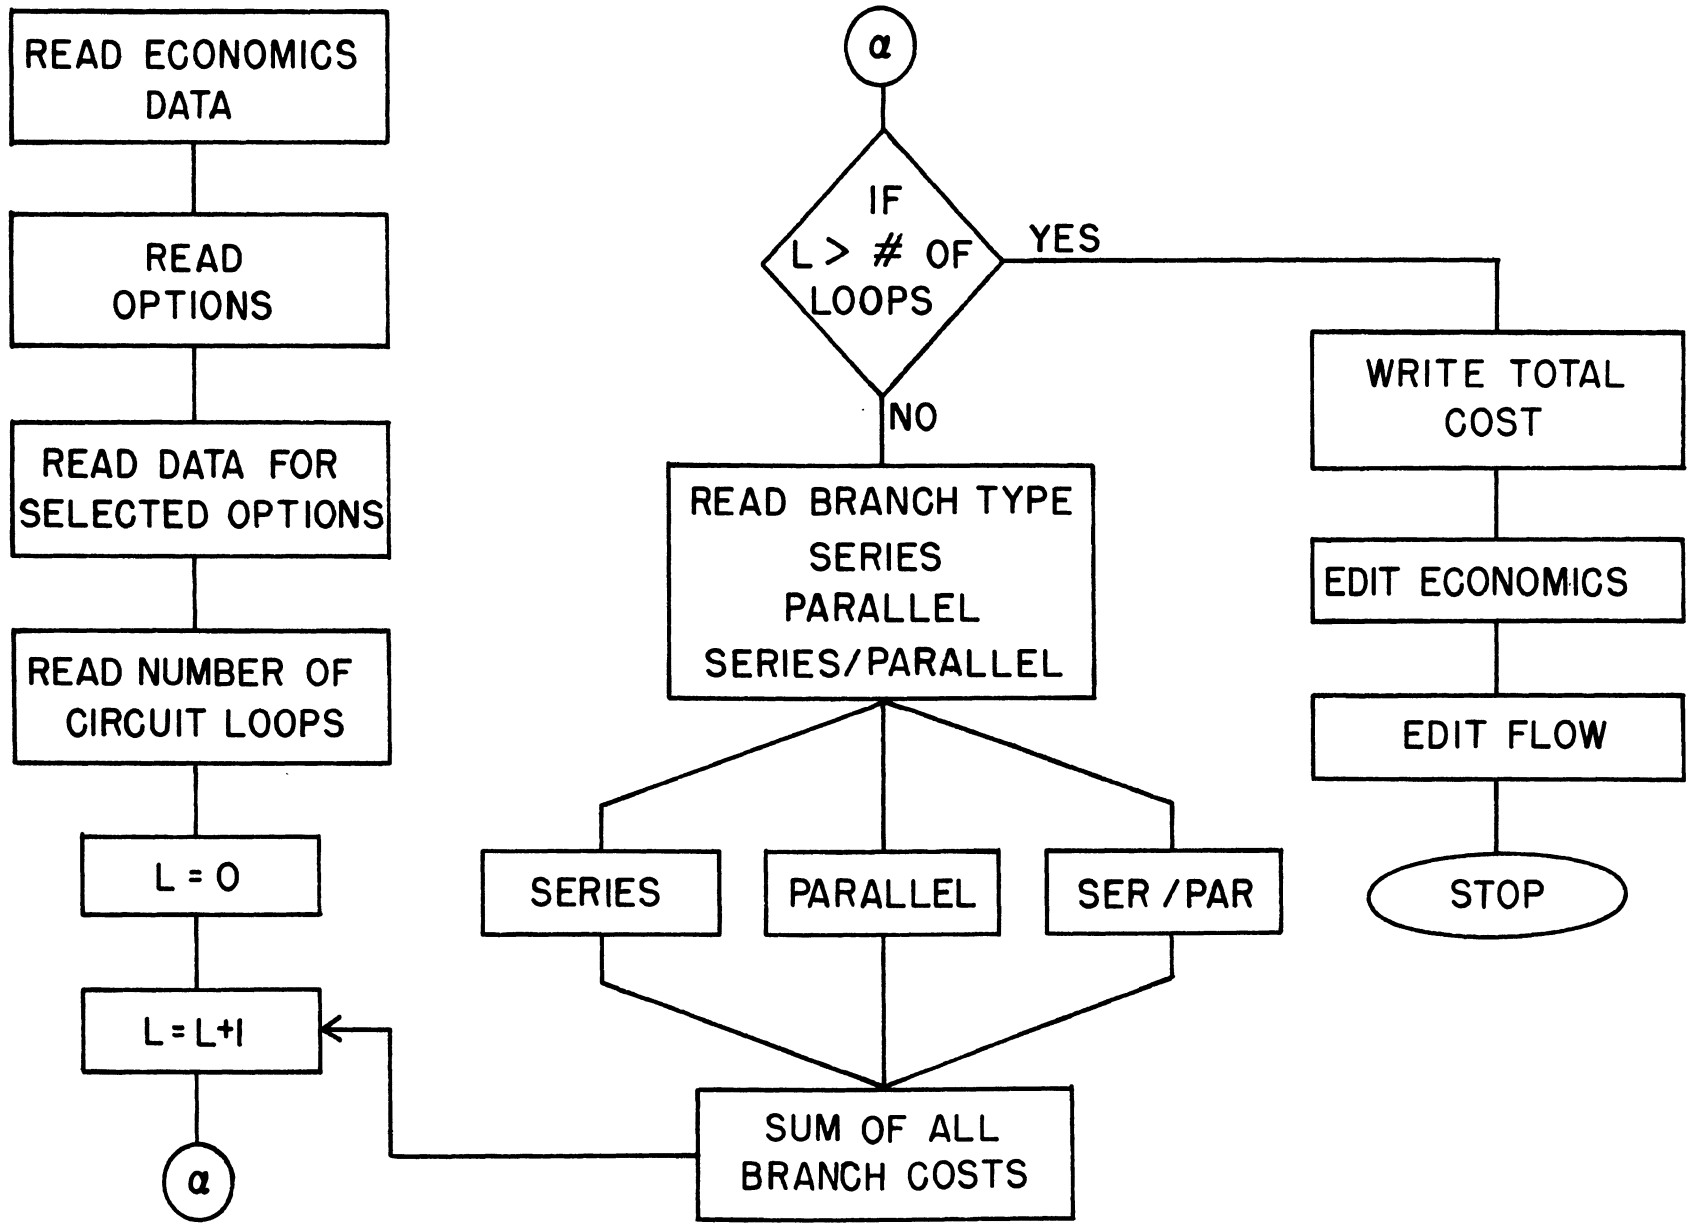 READ ECONOMICS
DATA
READ
OPTIONS
READ DATA FOR
SELECTED OPTIONS
READ NUMBER OF
CIRCUIT LOOPS
L = 0
L = L+1
α
α
IF
L > # OF
LOOPS
YES
NO
READ BRANCH TYPE
SERIES
PARALLEL
SERIES/PARALLEL
SERIES
PARALLEL
SER / PAR
SUM OF ALL
BRANCH COSTS
WRITE TOTAL
COST
EDIT ECONOMICS
EDIT FLOW
STOP